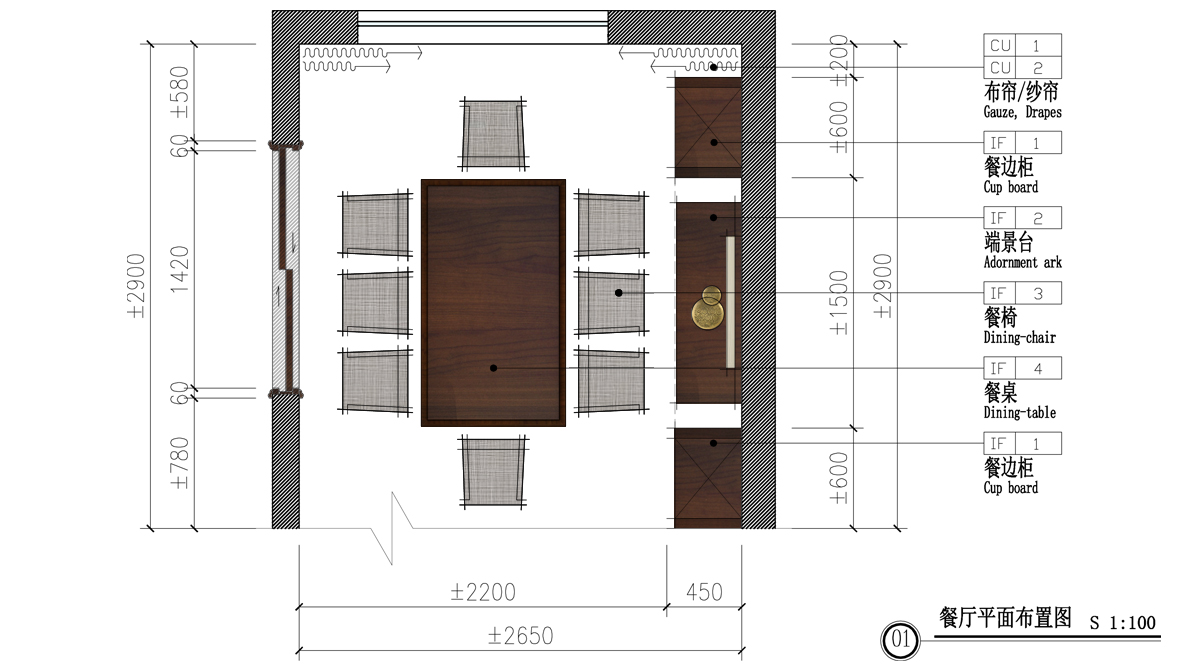 ±580
60
1420
60
±780
±2900
±200
±600
±1500
±600
±2900
CU 1
CU 2
布帘/纱帘
Gauze, Drapes
IF 1
餐边柜
Cup board
IF 2
端景台
Adornment ark
IF 3
餐椅
Dining-chair
IF 4
餐桌
Dining-table
IF 1
餐边柜
Cup board
±2200
450
±2650
01
餐厅平面布置图 S 1:100